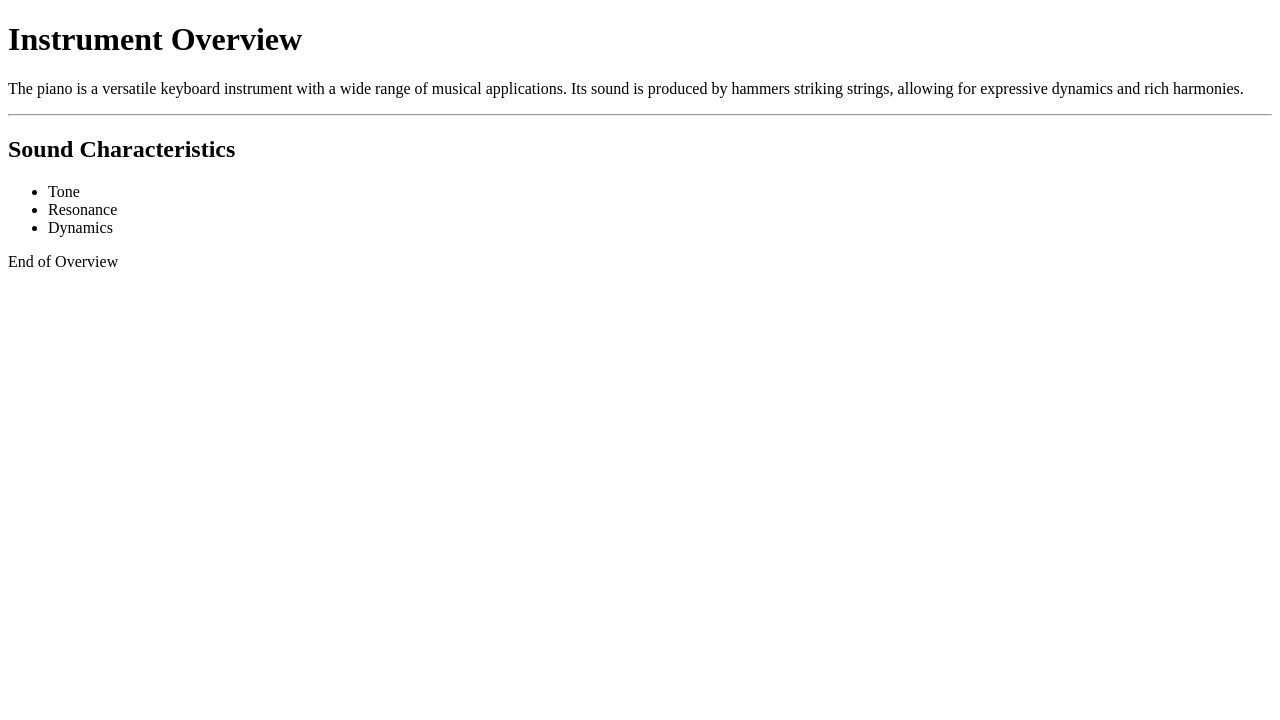 Instrument Overview
The piano is a versatile keyboard instrument with a wide range of musical applications. Its sound is produced by hammers striking strings, allowing for expressive dynamics and rich harmonies.
Sound Characteristics
Tone
Resonance
Dynamics
End of Overview